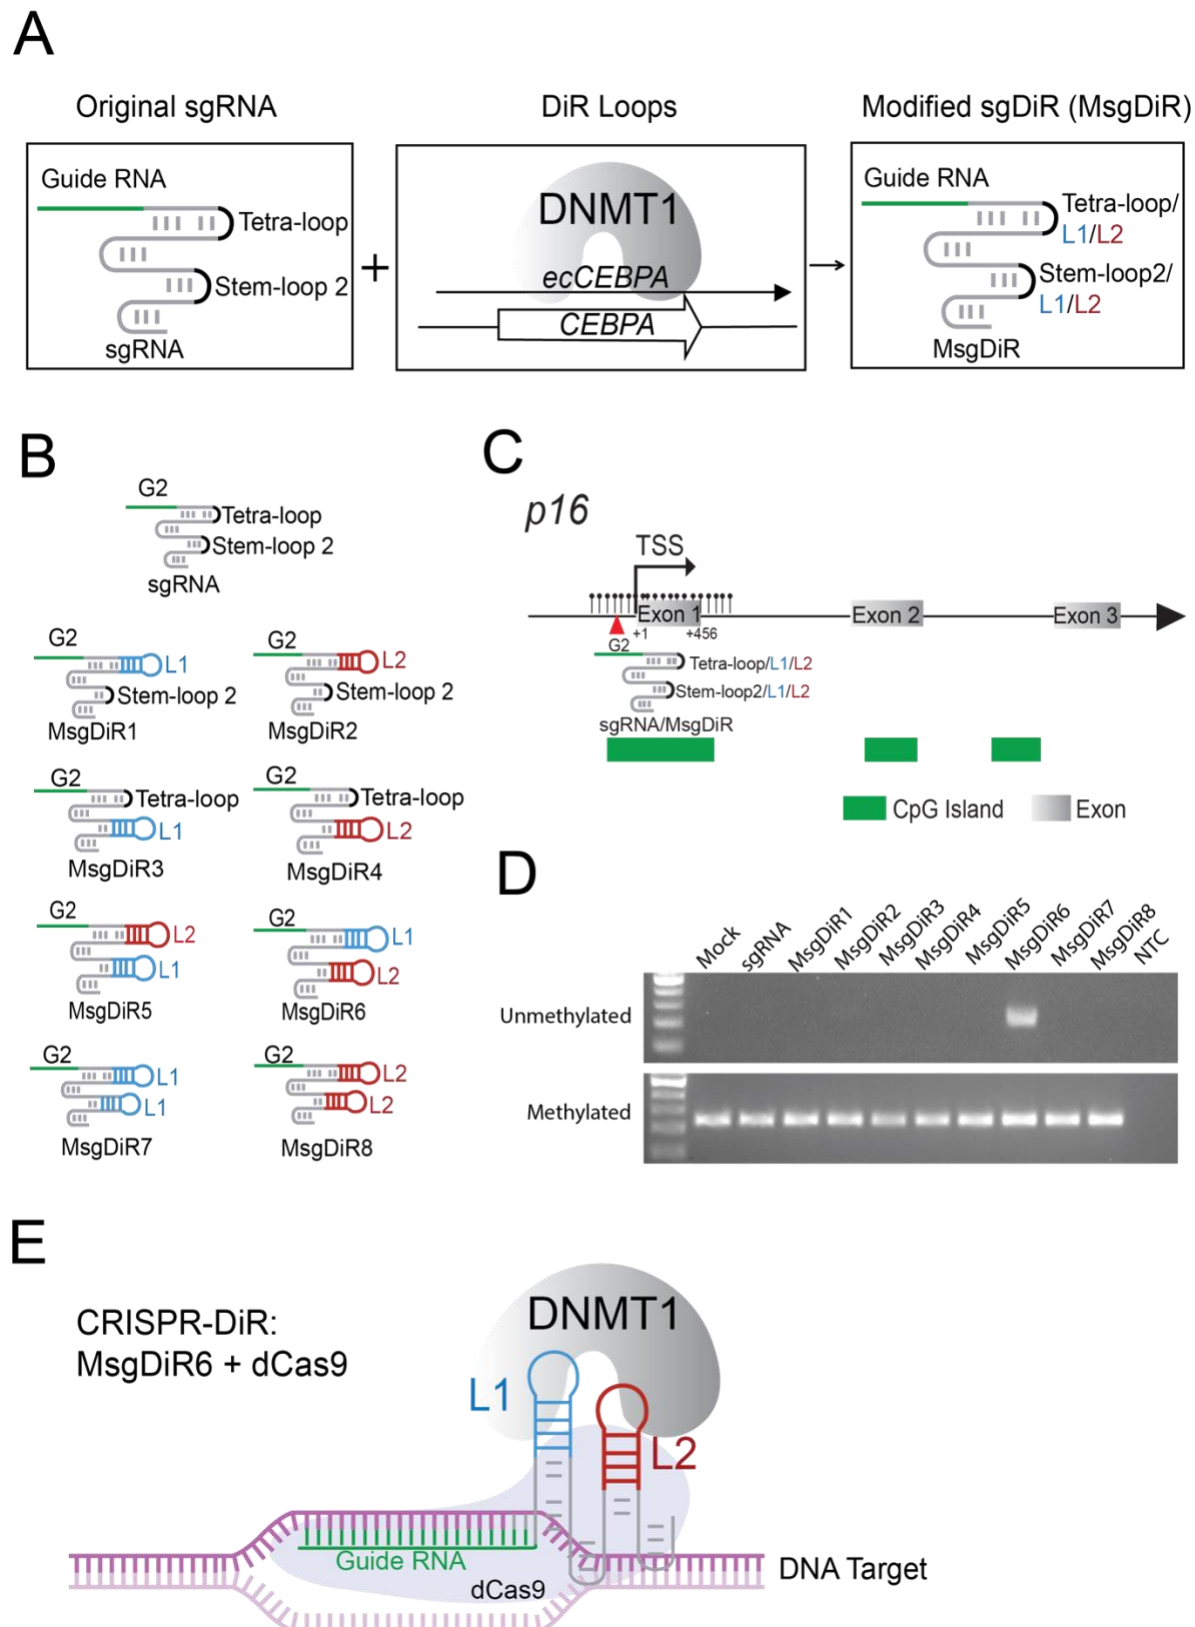 A
Original sgRNA
DiR Loops
Modified sgDiR (MsgDiR)
Guide RNA
Tetra-loop
Stem-loop 2
sgRNA
+
DNMT1
ecCEBPA
CEBPA
Guide RNA
Tetra-loop/
L1/L2
Stem-loop2/
L1/L2
MsgDiR
B
G2
Tetra-loop
Stem-loop 2
sgRNA
G2
L1
Stem-loop 2
MsgDiR1
G2
L2
Stem-loop 2
MsgDiR2
G2
Tetra-loop
L1
MsgDiR3
G2
Tetra-loop
L2
MsgDiR4
G2
L2
L1
MsgDiR5
G2
L1
L2
MsgDiR6
G2
L1
L1
MsgDiR7
G2
L2
L2
MsgDiR8
C
p16
TSS
Exon 1
Exon 2
Exon 3
+1
+456
G2
Tetra-loop/L1/L2
Stem-loop2/L1/L2
sgRNA/MsgDiR
CpG Island
Exon
D
Mock
sgRNA
MsgDiR1
MsgDiR2
MsgDiR3
MsgDiR4
MsgDiR5
MsgDiR6
MsgDiR7
MsgDiR8
NTC
Unmethylated
Methylated
E
CRISPR-DiR:
MsgDiR6 + dCas9
DNMT1
L1
L2
Guide RNA
dCas9
DNA Target